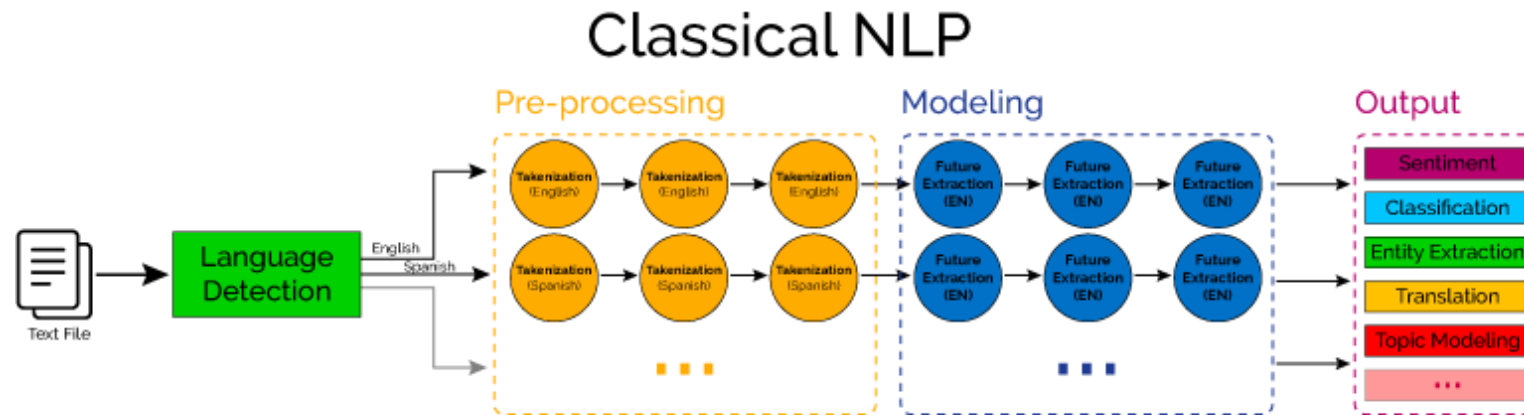 Classical NLP
Pre-processing
Modeling
Output
Text File
Language
Detection
English
Spanish
Takenization
(English)
Takenization
(English)
Takenization
(English)
Takenization
(Spanish)
Takenization
(Spanish)
Takenization
(Spanish)
...
Future
Extraction
(EN)
Future
Extraction
(EN)
Future
Extraction
(EN)
Future
Extraction
(EN)
Future
Extraction
(EN)
Future
Extraction
(EN)
...
Sentiment
Classification
Entity Extraction
Translation
Topic Modeling
...